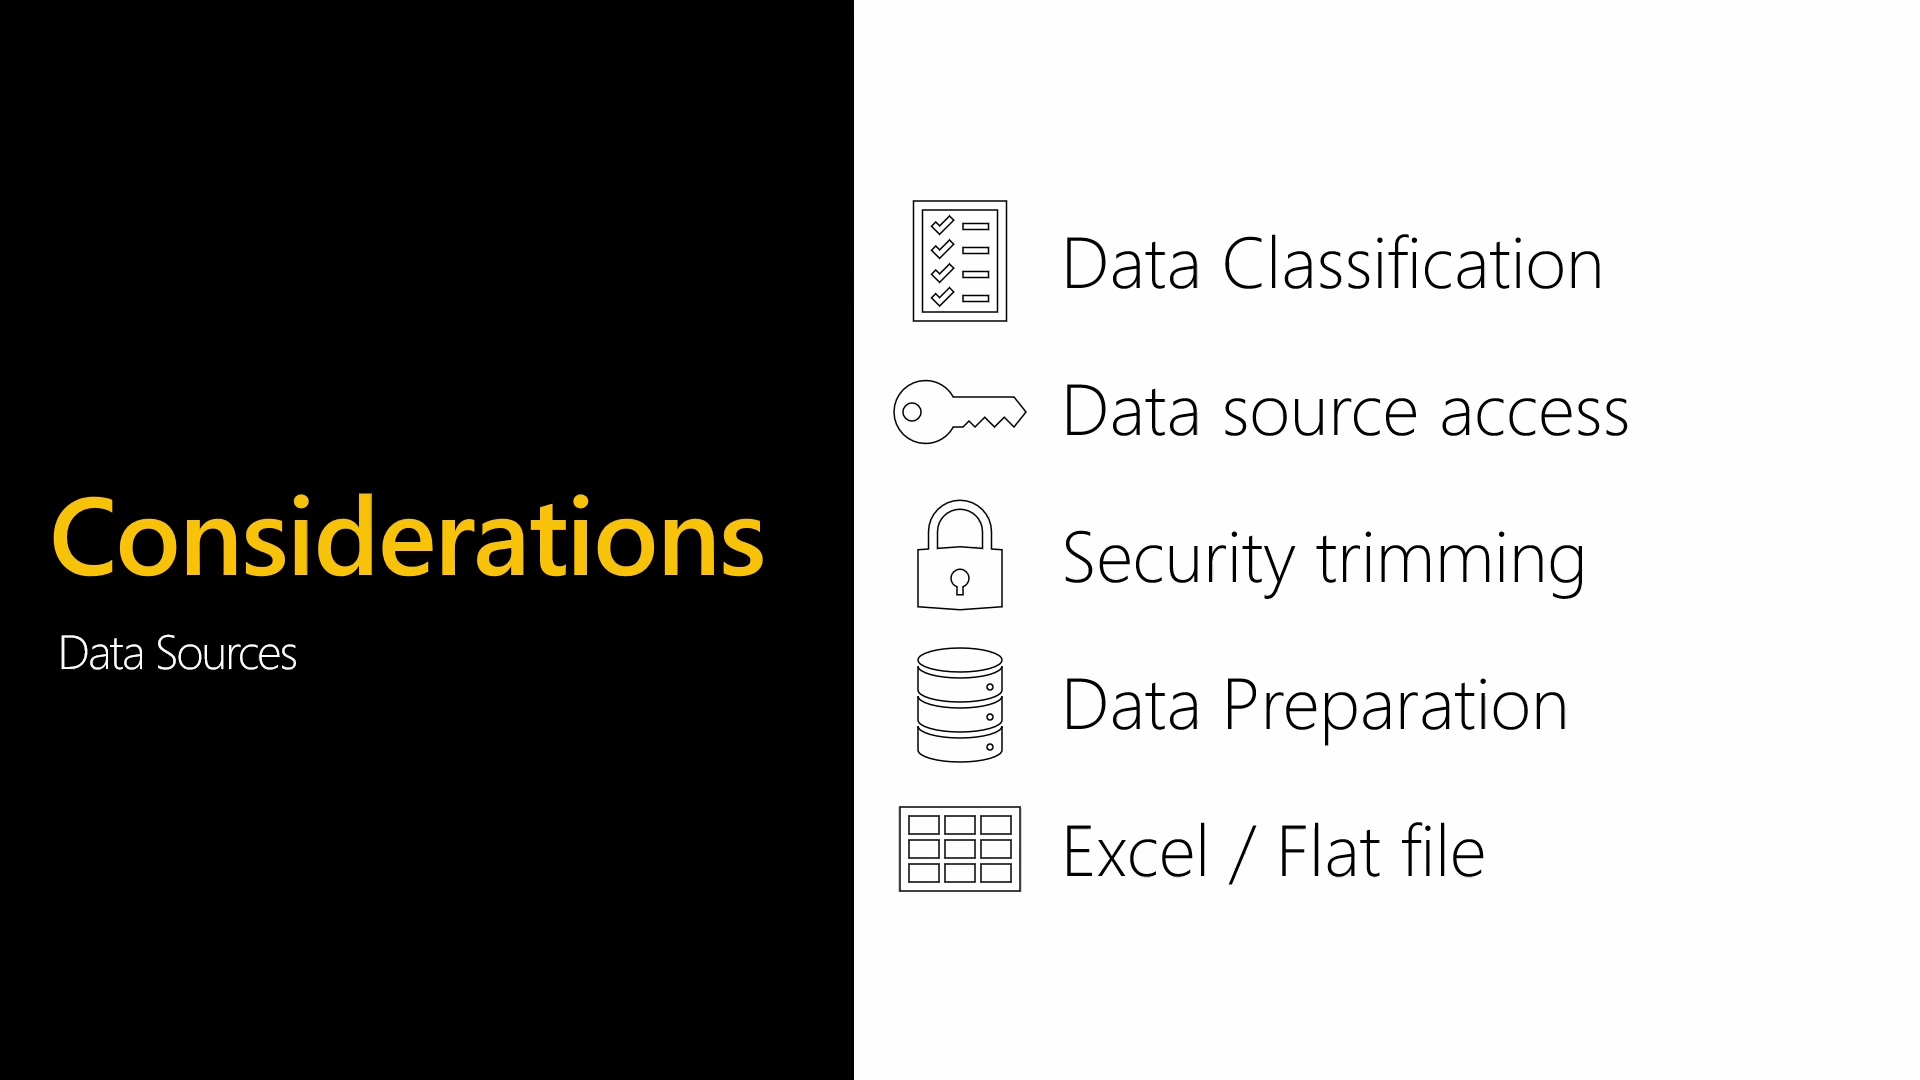 Considerations
Data Sources
Data Classification
Data source access
Security trimming
Data Preparation
Excel / Flat file